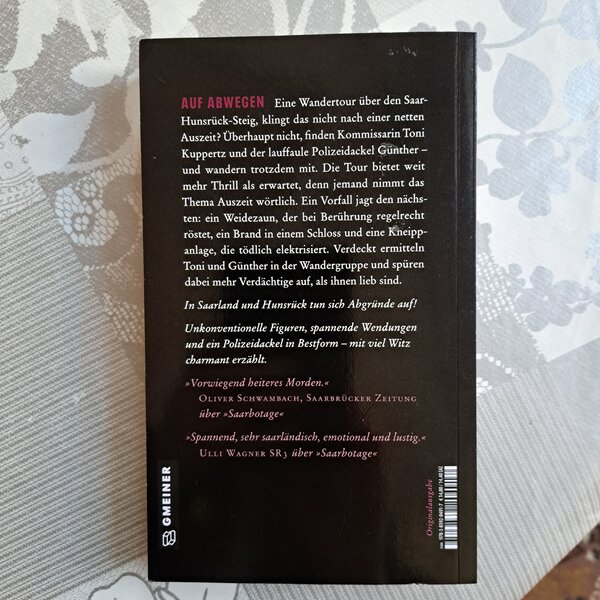 AUF ABWEGEN Eine Wandertour über den Saar-
Hunsrück-Steig, klingt das nicht nach einer netten
Auszeit? Überhaupt nicht, finden Kommissarin Toni
Kuppertz und der lauffaule Polizeidackel Günther –
und wandern trotzdem mit. Die Tour bietet weit
mehr Thrill als erwartet, denn jemand nimmt das
Thema Auszeit wörtlich. Ein Vorfall jagt den nächs-
ten: ein Weidezaun, der bei Berührung regelrecht
röstet, ein Brand in einem Schloss und eine Kneipp-
anlage, die tödlich elektrisiert. Verdeckt ermitteln
Toni und Günther in der Wandergruppe und spüren
dabei mehr Verdächtige auf, als ihnen lieb sind.
In Saarland und Hunsrück tun sich Abgründe auf!
Unkonventionelle Figuren, spannende Wendungen
und ein Polizeidackel in Bestform – mit viel Witz
charmant erzählt.
»Vorwiegend heiteres Morden.«
OLIVER SCHWAMBACH, SAARBRÜCKER ZEITUNG
über »Saarbotage«
»Spannend, sehr saarländisch, emotional und lustig.«
ULLI WAGNER SR3 über »Saarbotage«
GMEINER
Originalausgabe